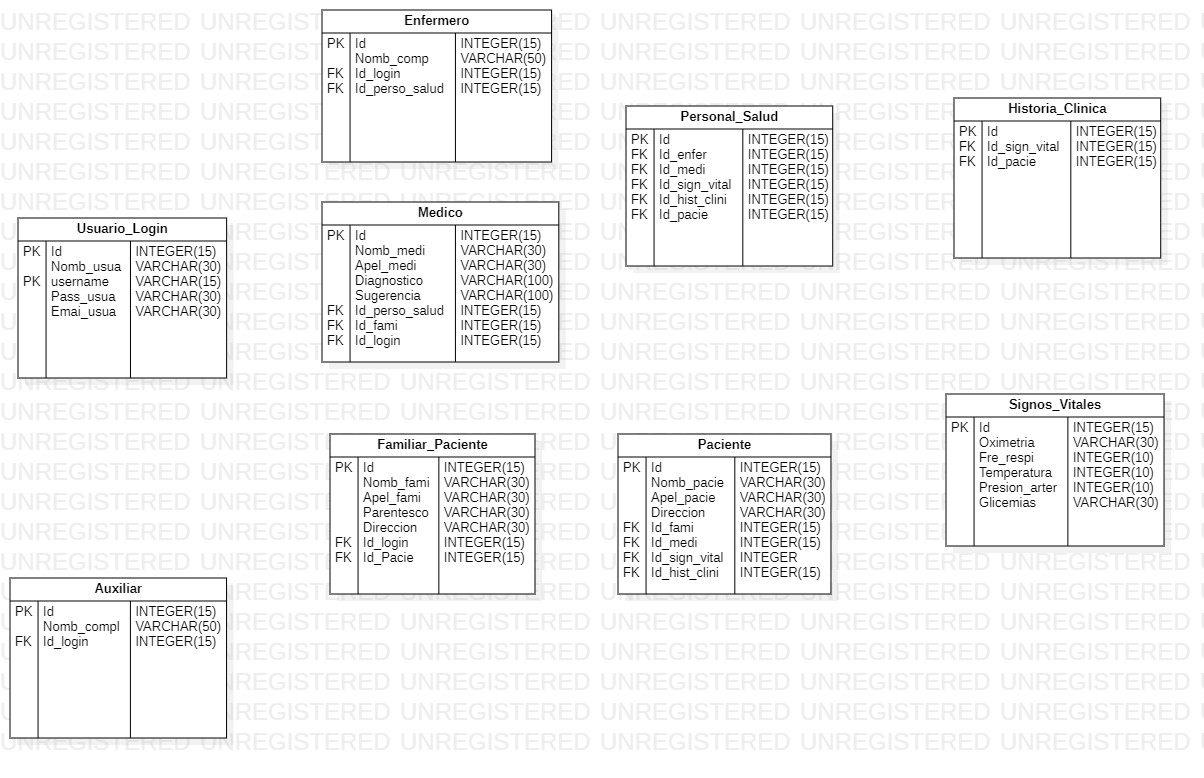 Enfermero
PK Id INTEGER(15)
Nomb_comp VARCHAR(50)
FK Id_login INTEGER(15)
FK Id_perso_salud INTEGER(15)
Personal_Salud
PK Id INTEGER(15)
FK Id_enfer INTEGER(15)
FK Id_medi INTEGER(15)
FK Id_sign_vital INTEGER(15)
FK Id_hist_clini INTEGER(15)
FK Id_pacie INTEGER(15)
Historia_Clinica
PK Id INTEGER(15)
FK Id_sign_vital INTEGER(15)
FK Id_pacie INTEGER(15)
Usuario_Login
PK Id INTEGER(15)
Nomb_usua VARCHAR(30)
PK username VARCHAR(15)
Pass_usua VARCHAR(30)
Emai_usua VARCHAR(30)
Medico
PK Id INTEGER(15)
Nomb_medi VARCHAR(30)
Apel_medi VARCHAR(30)
Diagnostico VARCHAR(100)
Sugerencia VARCHAR(100)
FK Id_perso_salud INTEGER(15)
FK Id_fami INTEGER(15)
FK Id_login INTEGER(15)
Signos_Vitales
PK Id INTEGER(15)
Oximetria VARCHAR(30)
Fre_respi INTEGER(10)
Temperatura INTEGER(10)
Presion_arter INTEGER(10)
Glicemias VARCHAR(30)
Familiar_Paciente
PK Id INTEGER(15)
Nomb_fami VARCHAR(30)
Apel_fami VARCHAR(30)
Parentesco VARCHAR(30)
Direccion VARCHAR(30)
FK Id_login INTEGER(15)
FK Id_Pacie INTEGER(15)
Paciente
PK Id INTEGER(15)
Nomb_pacie VARCHAR(30)
Apel_pacie VARCHAR(30)
Direccion VARCHAR(30)
FK Id_fami INTEGER(15)
FK Id_medi INTEGER(15)
FK Id_sign_vital INTEGER
FK Id_hist_clini INTEGER(15)
Auxiliar
PK Id INTEGER(15)
Nomb_compl VARCHAR(50)
FK Id_login INTEGER(15)
UNREGISTERED